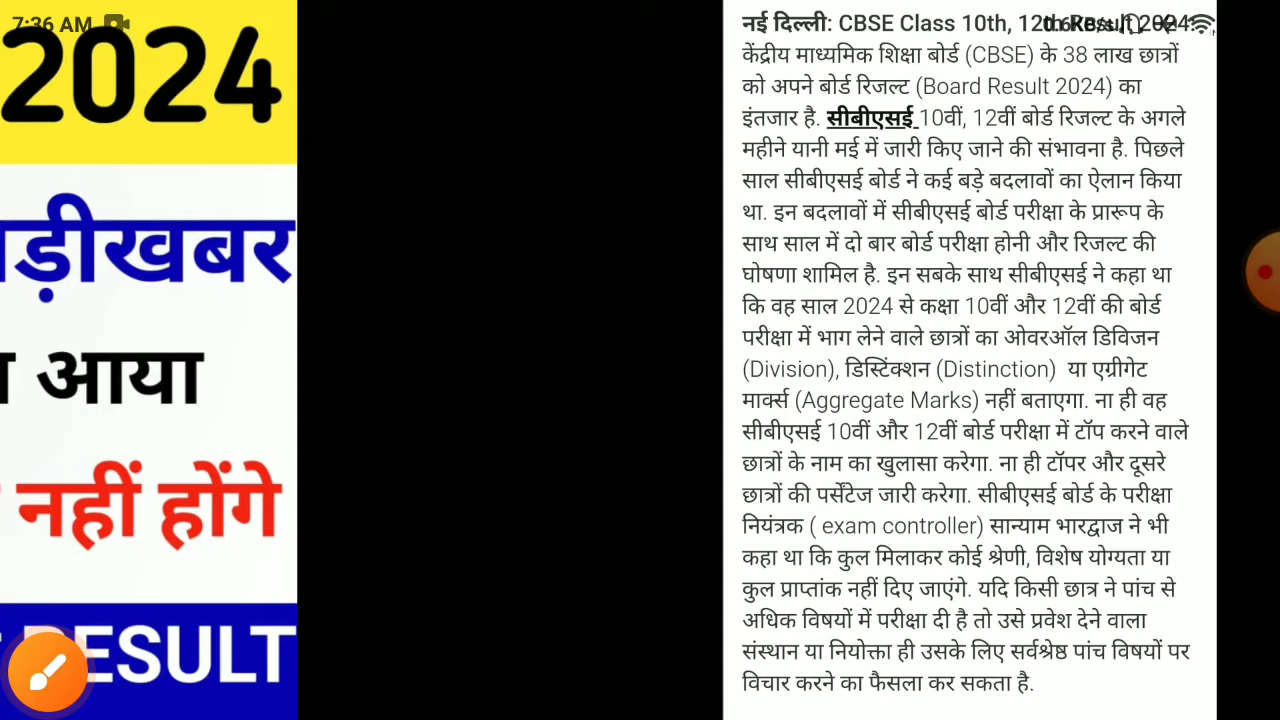 7:36 AM
2024
ड़ीखबर
आया
नहीं होंगे
RESULT
नई दिल्ली: CBSE Class 10th, 12th Result 2024:
केंद्रीय माध्यमिक शिक्षा बोर्ड (CBSE) के 38 लाख छात्रों
को अपने बोर्ड रिजल्ट (Board Result 2024) का
इंतजार है. सीबीएसई 10वीं, 12वीं बोर्ड रिजल्ट के अगले
महीने यानी मई में जारी किए जाने की संभावना है. पिछले
साल सीबीएसई बोर्ड ने कई बड़े बदलावों का ऐलान किया
था. इन बदलावों में सीबीएसई बोर्ड परीक्षा के प्रारूप के
साथ साल में दो बार बोर्ड परीक्षा होनी और रिजल्ट की
घोषणा शामिल है. इन सबके साथ सीबीएसई ने कहा था
कि वह साल 2024 से कक्षा 10वीं और 12वीं की बोर्ड
परीक्षा में भाग लेने वाले छात्रों का ओवरऑल डिविजन
(Division), डिस्टिंक्शन (Distinction) या एग्रीगेट
मार्क्स (Aggregate Marks) नहीं बताएगा. ना ही वह
सीबीएसई 10वीं और 12वीं बोर्ड परीक्षा में टॉप करने वाले
छात्रों के नाम का खुलासा करेगा. ना ही टॉपर और दूसरे
छात्रों की पर्सेंटेज जारी करेगा. सीबीएसई बोर्ड के परीक्षा
नियंत्रक ( exam controller) सान्याम भारद्वाज ने भी
कहा था कि कुल मिलाकर कोई श्रेणी, विशेष योग्यता या
कुल प्राप्तांक नहीं दिए जाएंगे. यदि किसी छात्र ने पांच से
अधिक विषयों में परीक्षा दी है तो उसे प्रवेश देने वाला
संस्थान या नियोक्ता ही उसके लिए सर्वश्रेष्ठ पांच विषयों पर
विचार करने का फैसला कर सकता है.